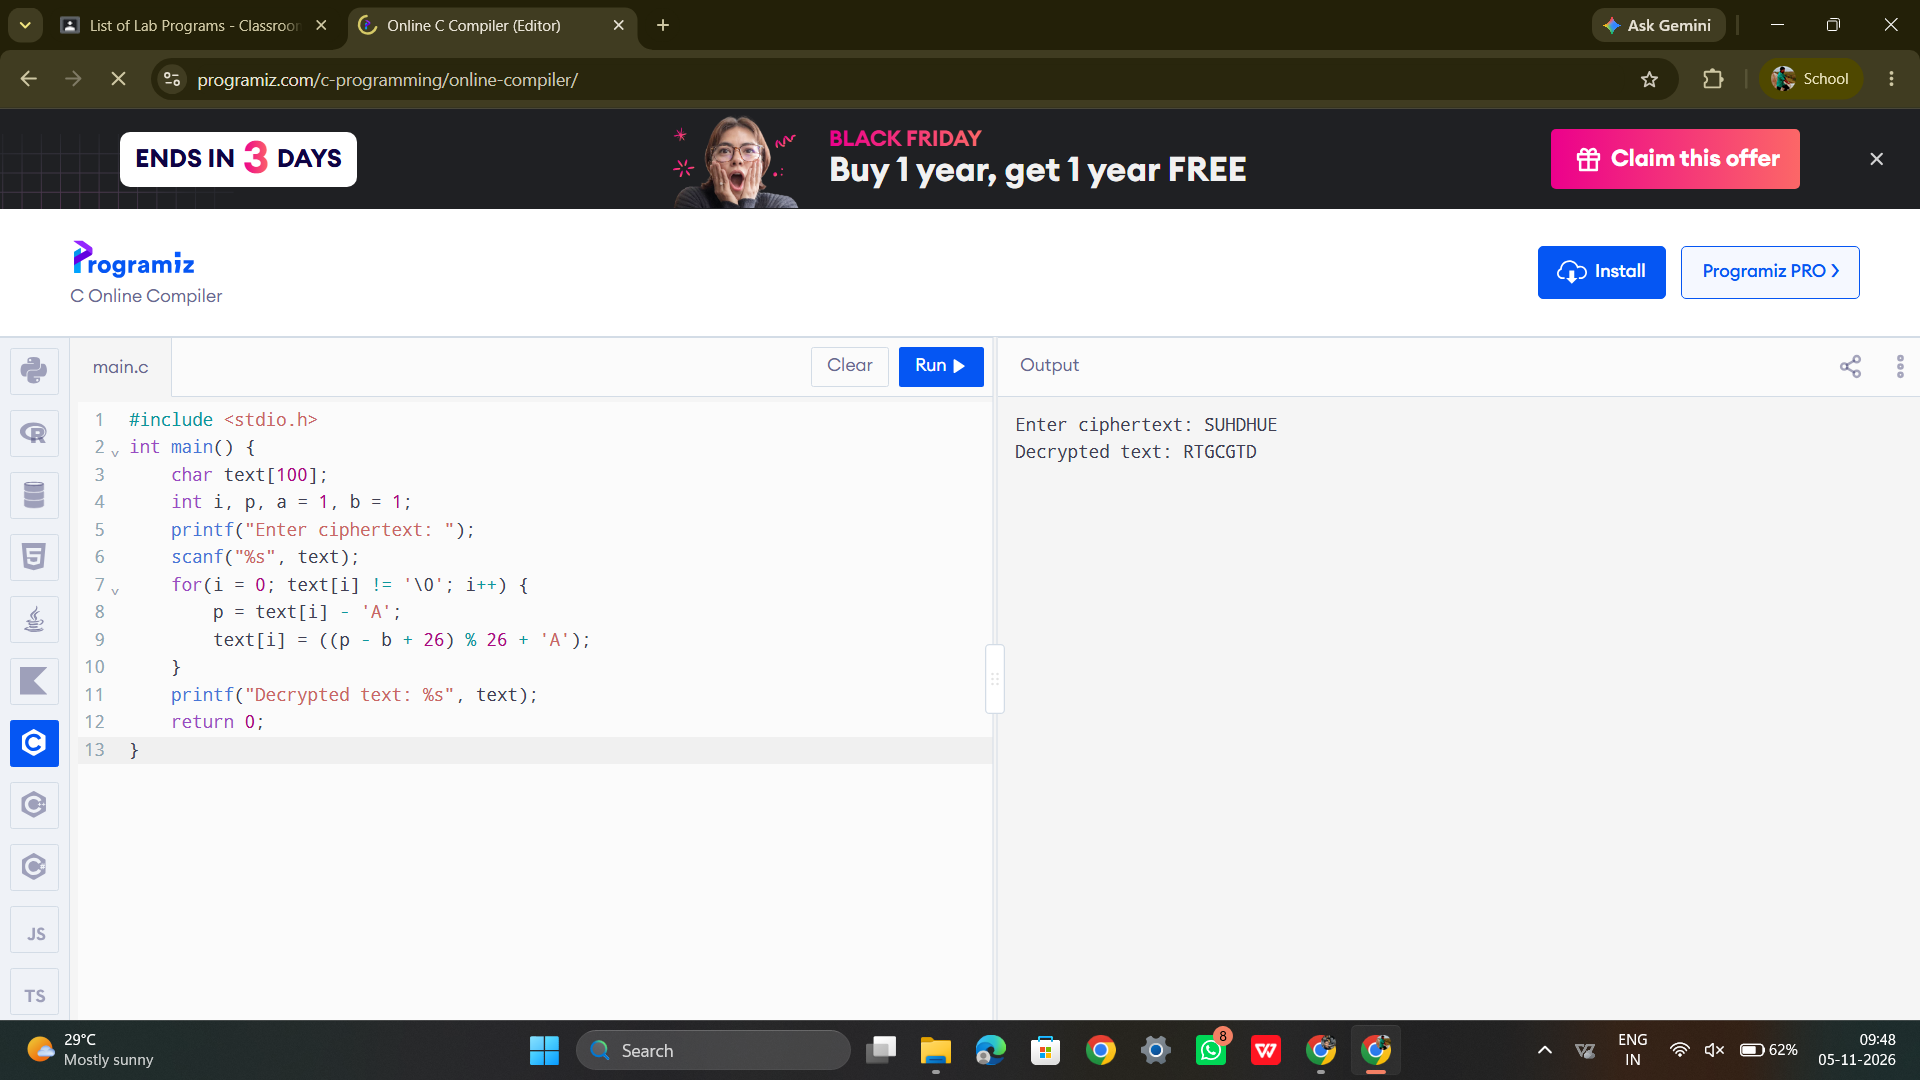 List of Lab Programs - Classroon
Online C Compiler (Editor)
Ask Gemini
programiz.com/c-programming/online-compiler/
School
ENDS IN 3 DAYS
BLACK FRIDAY
Buy 1 year, get 1 year FREE
Claim this offer
Programiz
C Online Compiler
Install
Programiz PRO >
main.c
Clear
Run
Output
1 #include <stdio.h>
2 int main() {
3     char text[100];
4     int i, p, a = 1, b = 1;
5     printf("Enter ciphertext: ");
6     scanf("%s", text);
7     for(i = 0; text[i] != '\0'; i++) {
8         p = text[i] - 'A';
9         text[i] = ((p - b + 26) % 26 + 'A');
10     }
11     printf("Decrypted text: %s", text);
12     return 0;
13 }
Enter ciphertext: SUHDHUE
Decrypted text: RTGCGTD
JS
TS
29°C
Mostly sunny
Search
8
ENG
IN
62%
09:48
05-11-2026